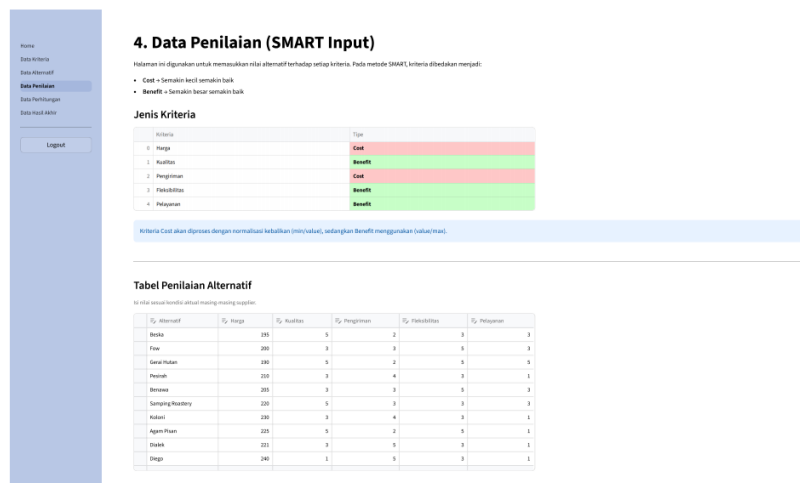 Home
Data Kriteria
Data Alternatif
Data Penilaian
Data Perhitungan
Data Hasil Akhir
Logout
4. Data Penilaian (SMART Input)
Halaman ini digunakan untuk memasukkan nilai alternatif terhadap setiap kriteria. Pada metode SMART, kriteria dibedakan menjadi:
• Cost → Semakin kecil semakin baik
• Benefit → Semakin besar semakin baik
Jenis Kriteria
Kriteria Tipe
0 Harga Cost
1 Kualitas Benefit
2 Pengiriman Cost
3 Fleksibilitas Benefit
4 Pelayanan Benefit
Kriteria Cost akan diproses dengan normalisasi kebalikan (min/value), sedangkan Benefit menggunakan (value/max).
Tabel Penilaian Alternatif
Isi nilai sesuai kondisi aktual masing-masing supplier.
Alternatif Harga Kualitas Pengiriman Fleksibilitas Pelayanan
Beska 195 5 2 3 3
Fow 200 3 3 5 3
Gerai Hutan 190 5 2 5 5
Pesirah 210 3 4 3 1
Benawa 205 3 3 5 3
Samping Roastery 220 5 3 3 3
Koloni 230 3 4 3 1
Agam Pisan 225 5 2 5 1
Dialek 221 3 5 3 1
Diego 240 1 5 3 1